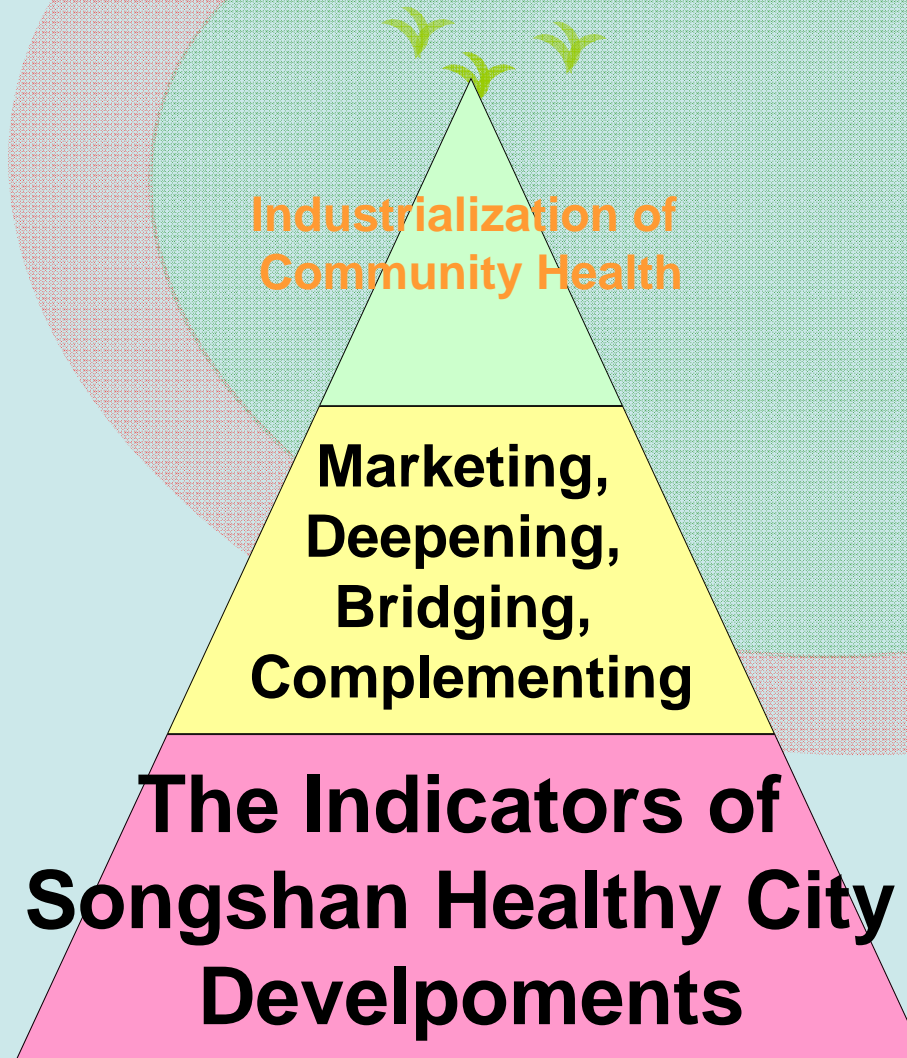 Industrialization of
Community Health
Marketing,
Deepening,
Bridging,
Complementing
The Indicators of
Songshan Healthy City
Develpoments